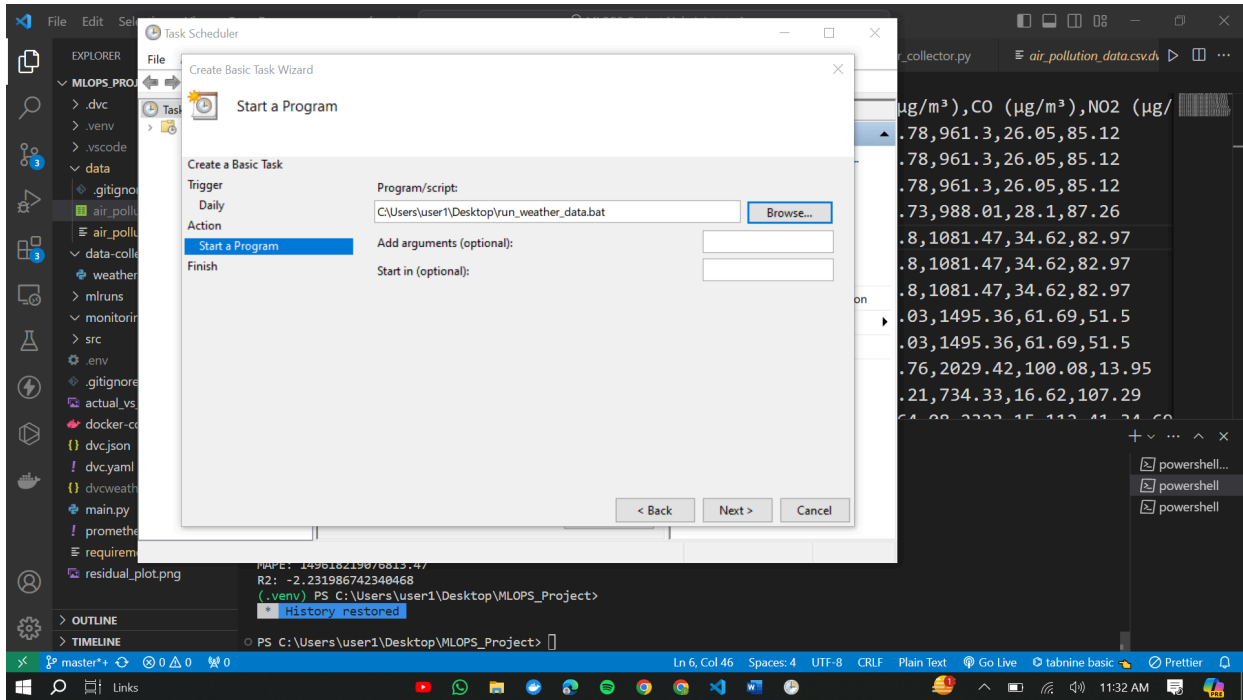 File Edit Sel
Task Scheduler
EXPLORER
File
r_collector.py
air_pollution_data.csv.dv
MLOPS_PROJ
.dvc
.venv
.vscode
data
.gitigno
air_pollu
air_pollu
data-colle
weather
mlruns
monitorin
src
.env
.gitignore
actual_vs_
docker-co
dvc.json
dvc.yaml
dvcweath
main.py
promethe
requirem
residual_plot.png
OUTLINE
TIMELINE
Task
Create Basic Task Wizard
Start a Program
Create a Basic Task
Trigger
Daily
Action
Start a Program
Finish
Program/script:
C:\Users\user1\Desktop\run_weather_data.bat
Browse...
Add arguments (optional):
Start in (optional):
< Back
Next >
Cancel
on
µg/m³),CO (µg/m³),NO2 (µg/
.78,961.3,26.05,85.12
.78,961.3,26.05,85.12
.78,961.3,26.05,85.12
.73,988.01,28.1,87.26
.8,1081.47,34.62,82.97
.8,1081.47,34.62,82.97
.8,1081.47,34.62,82.97
.03,1495.36,61.69,51.5
.03,1495.36,61.69,51.5
.76,2029.42,100.08,13.95
.21,734.33,16.62,107.29
powershell...
powershell
powershell
R2: -2.231986742340468
(.venv) PS C:\Users\user1\Desktop\MLOPS_Project>
* History restored
PS C:\Users\user1\Desktop\MLOPS_Project>
master*+ 0 0 0 Ln 6, Col 46 Spaces: 4 UTF-8 CRLF Plain Text Go Live tabnine basic Prettier
Links
11:32 AM